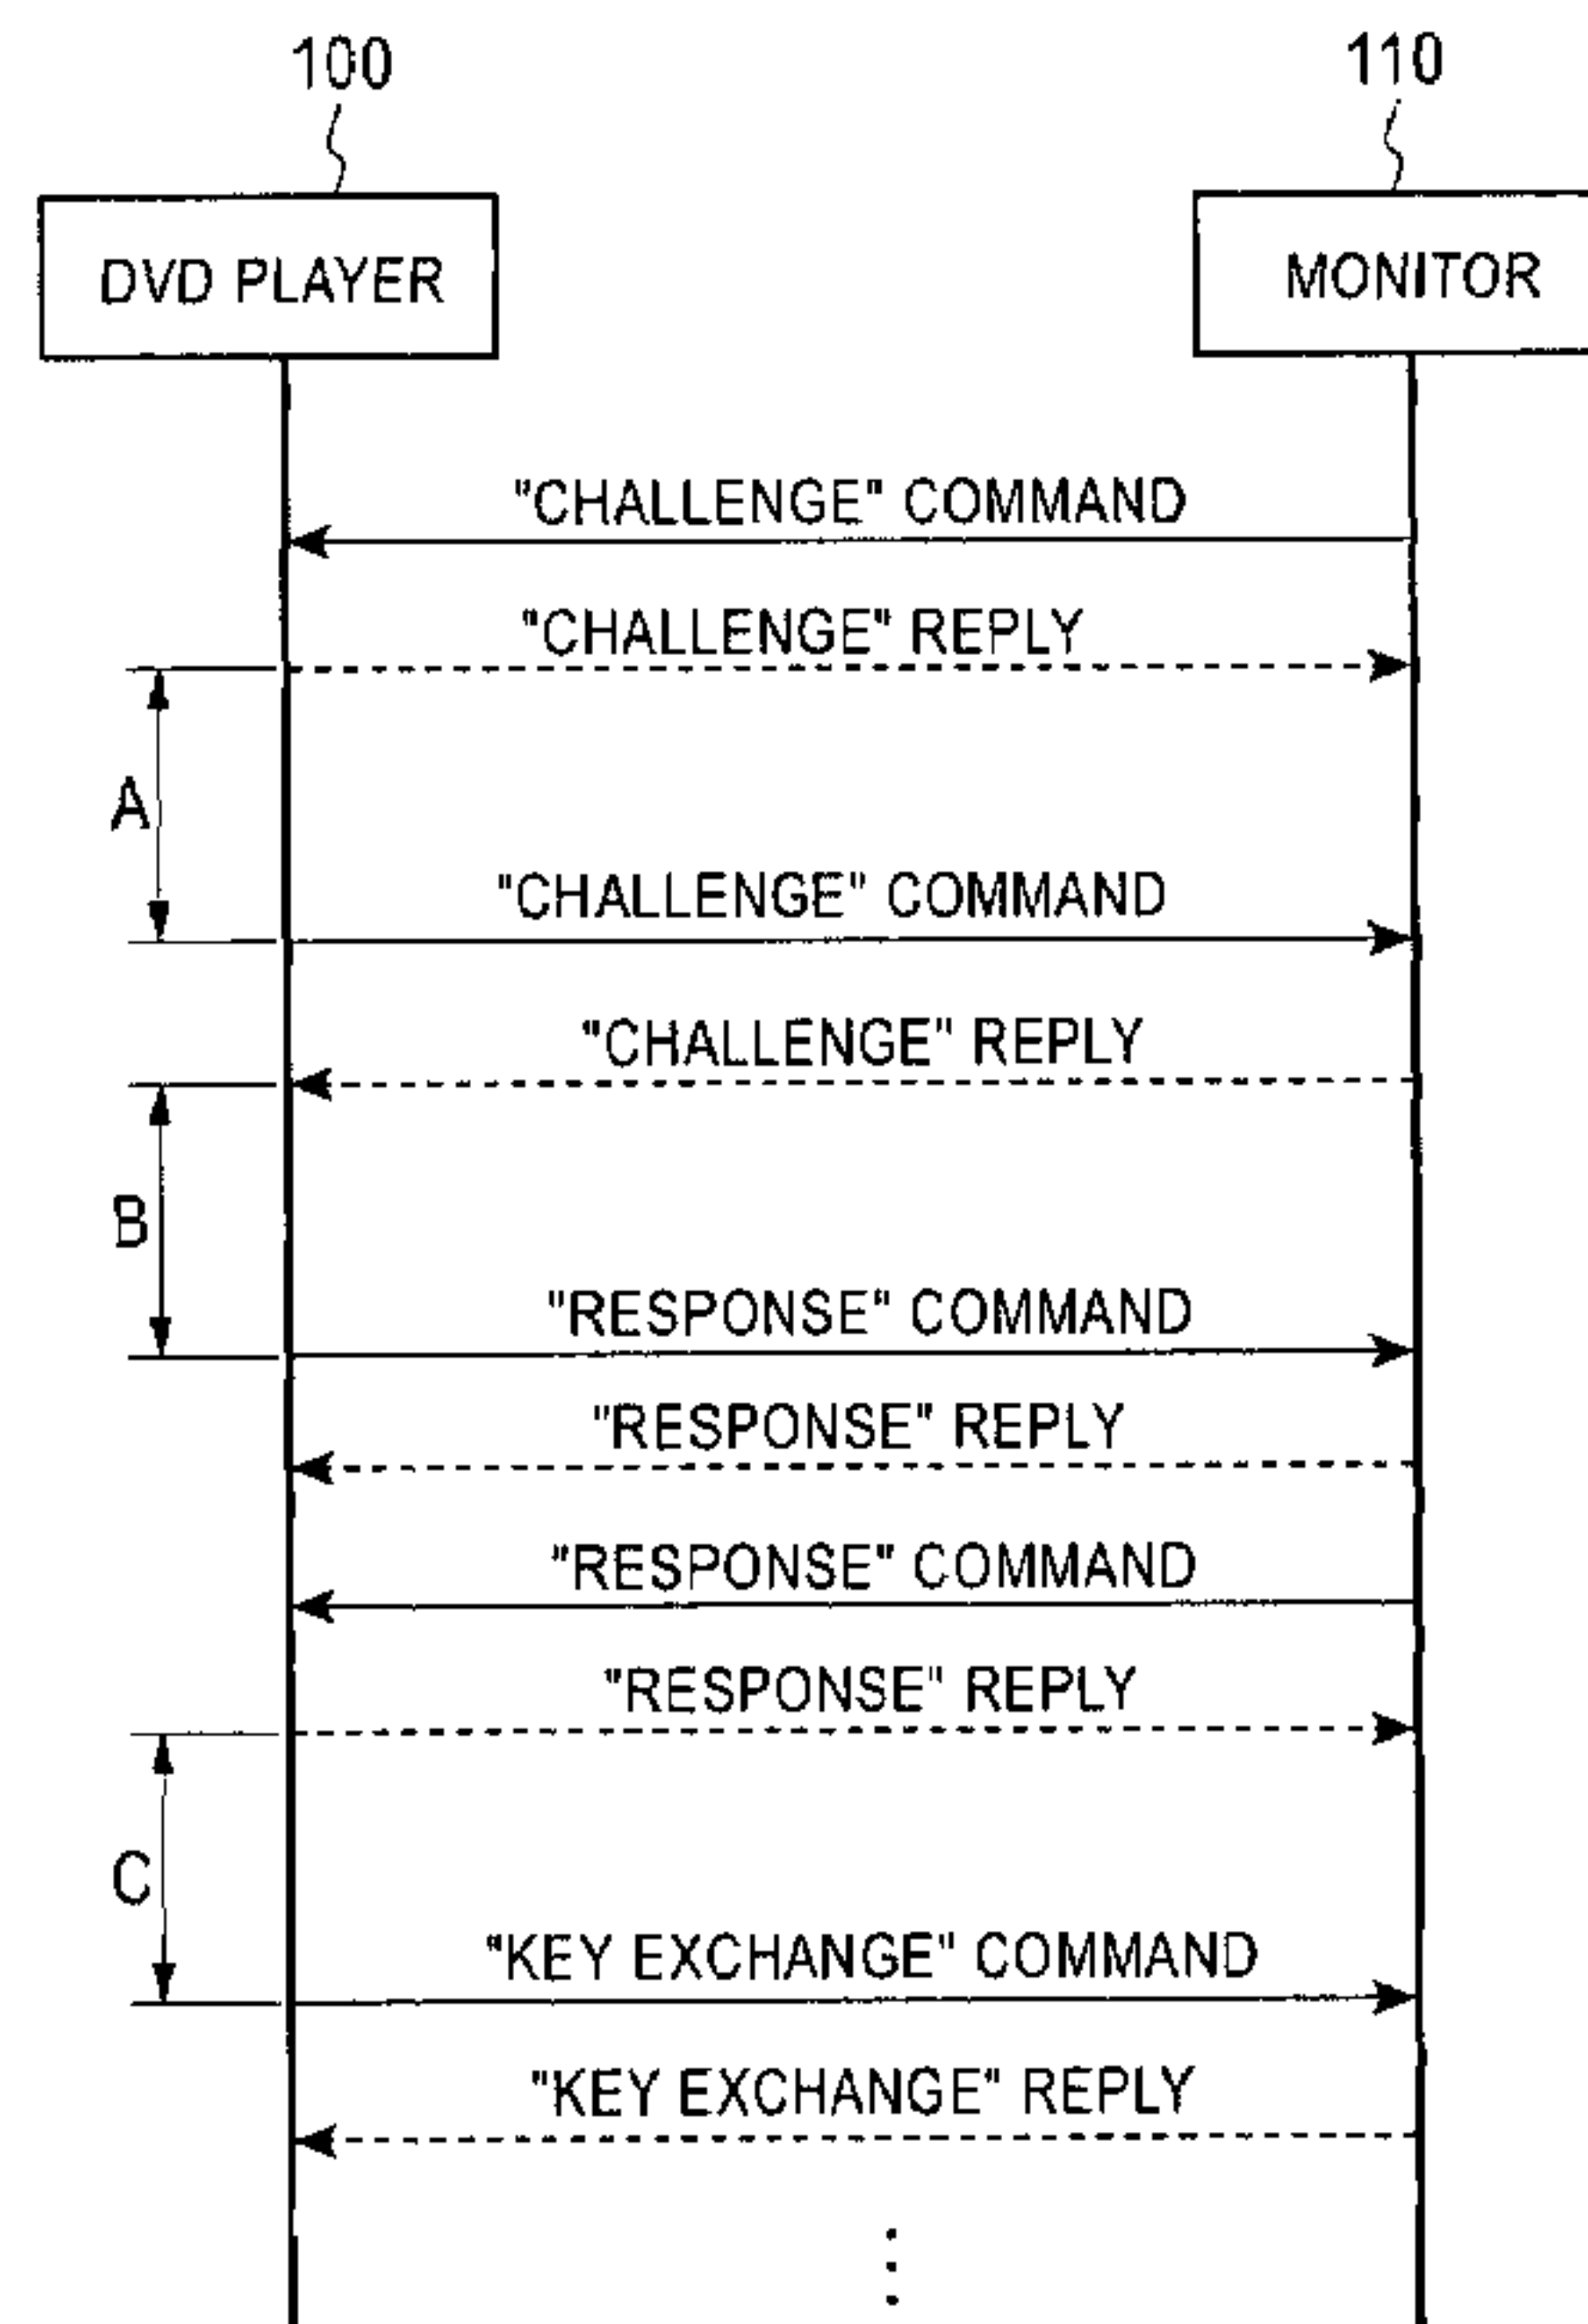 100
110
DVD PLAYER
MONITOR
"CHALLENGE" COMMAND
"CHALLENGE" REPLY
A
"CHALLENGE" COMMAND
"CHALLENGE" REPLY
B
"RESPONSE" COMMAND
"RESPONSE" REPLY
"RESPONSE" COMMAND
"RESPONSE" REPLY
C
"KEY EXCHANGE" COMMAND
"KEY EXCHANGE" REPLY